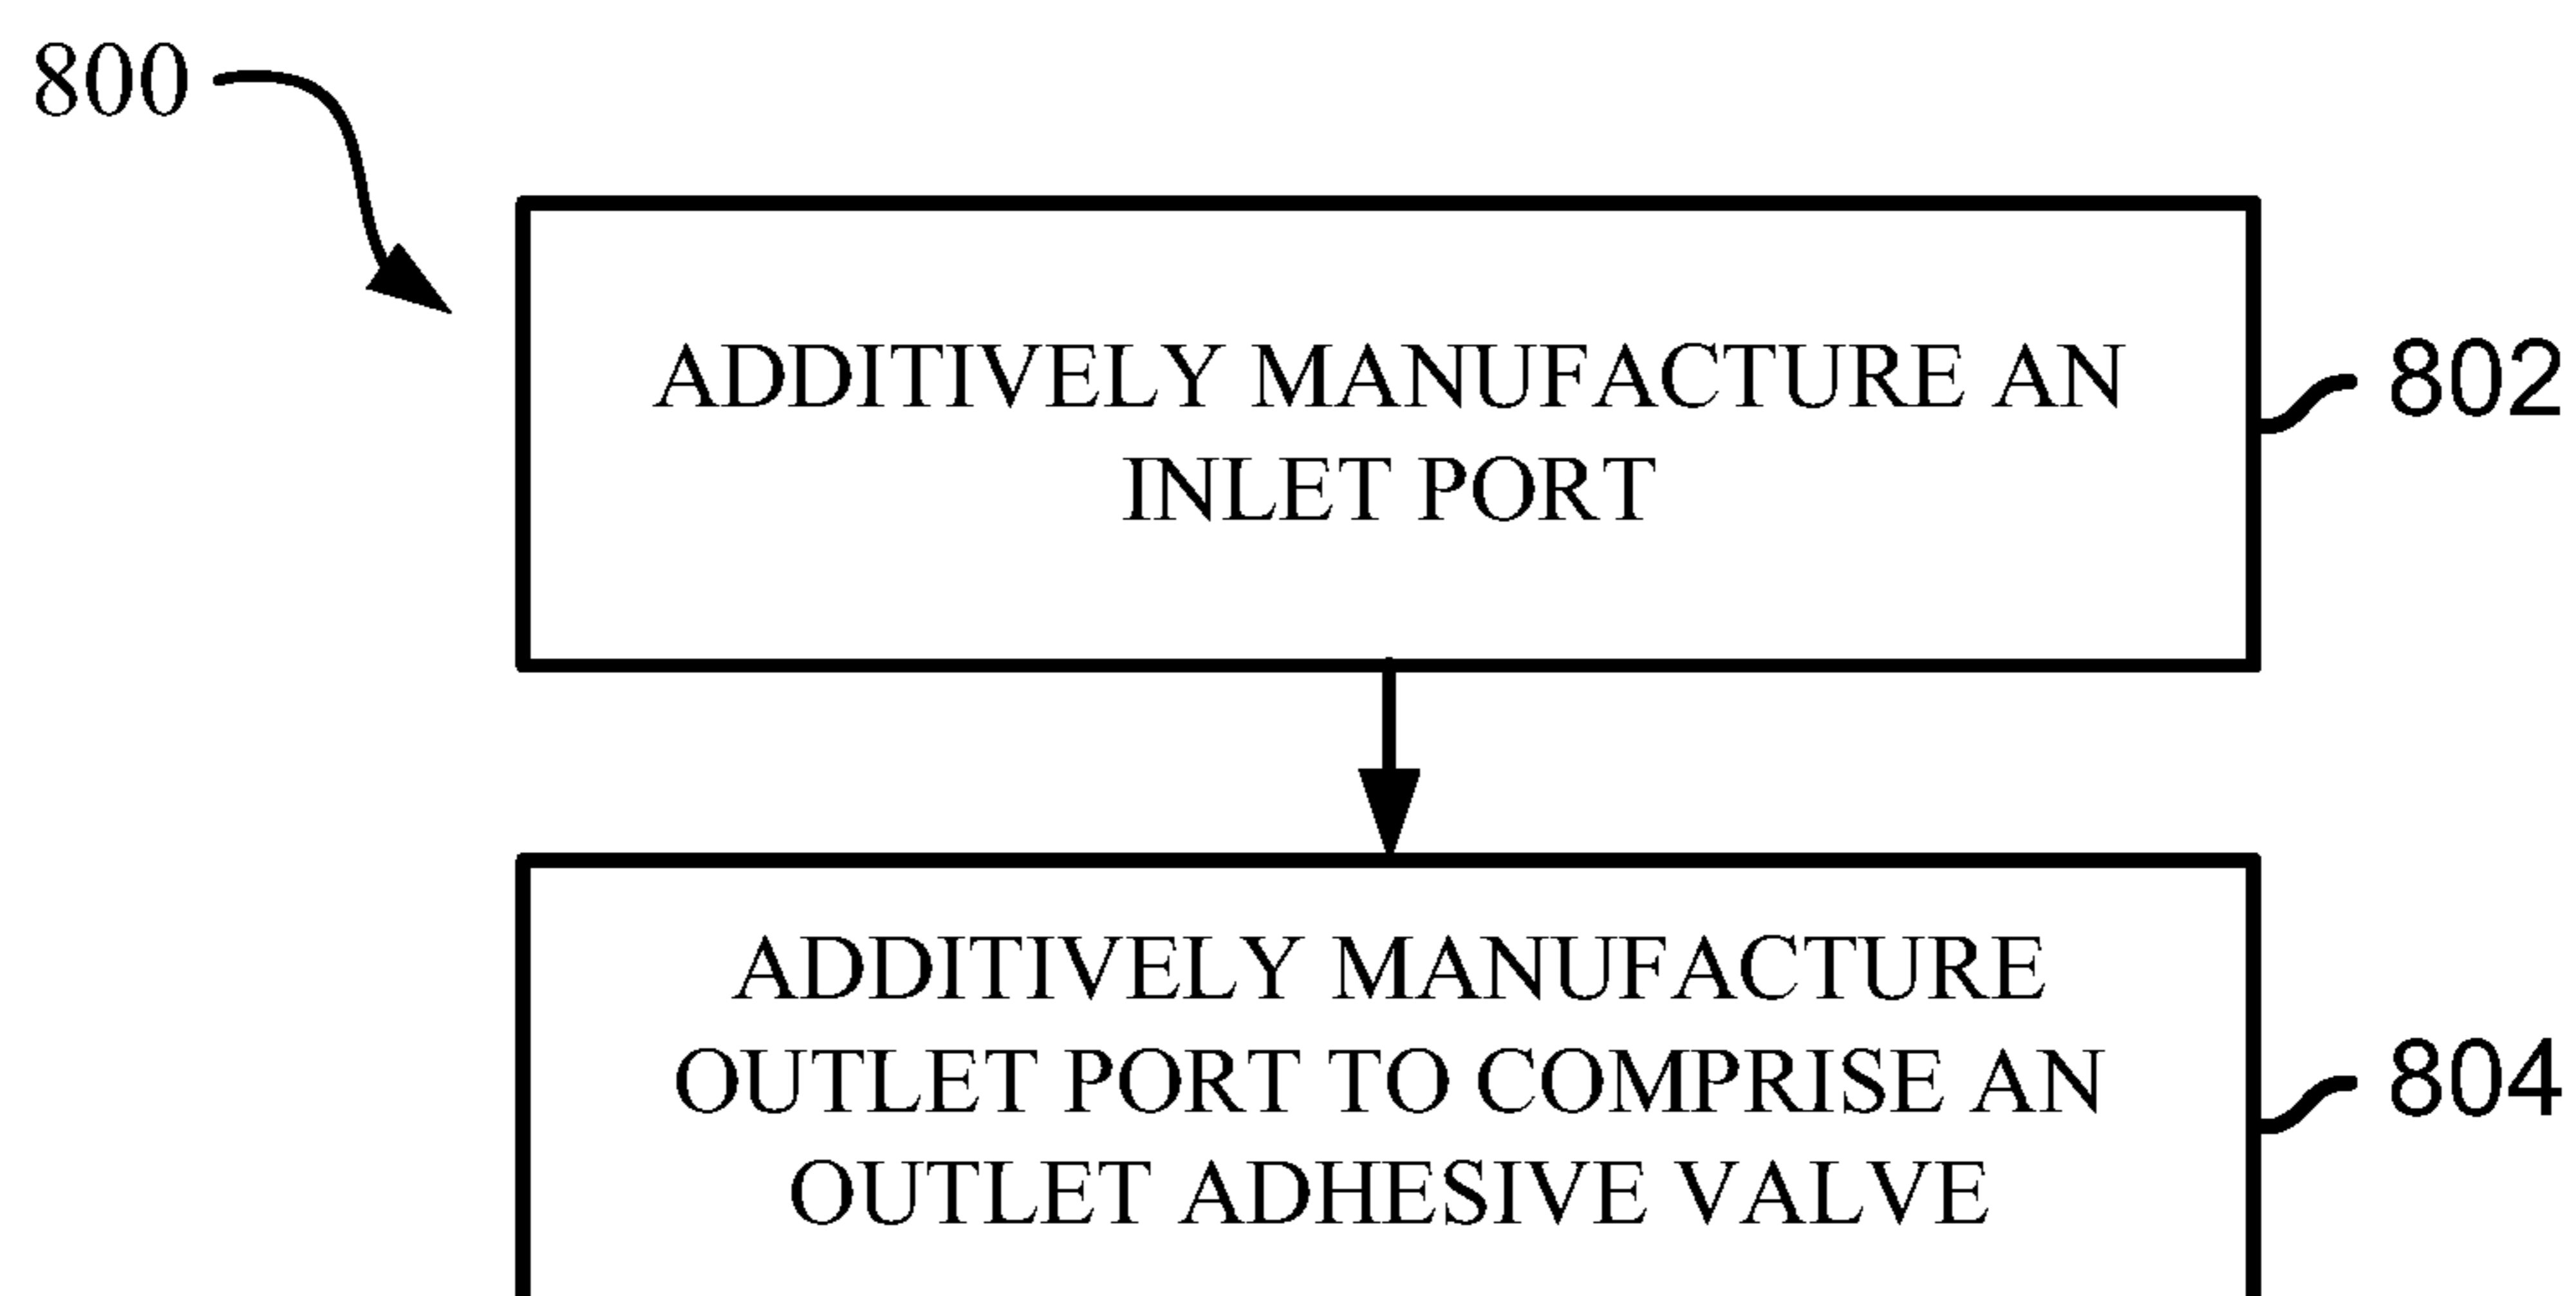 800
ADDITIVELY MANUFACTURE AN
INLET PORT
802
ADDITIVELY MANUFACTURE
OUTLET PORT TO COMPRISE AN
OUTLET ADHESIVE VALVE
804